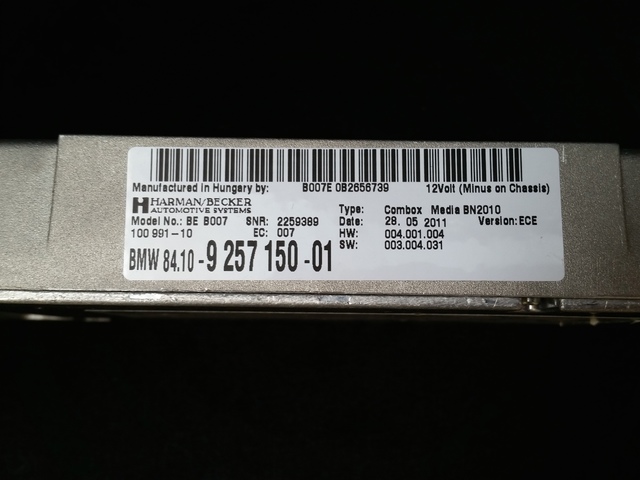 Manufactured in Hungary by: B007E 0B2656739 12Volt (Minus on Chassis)
HARMAN/BECKER
AUTOMOTIVE SYSTEMS
Type: Combox Media BN2010
Model No.: BE B007 SNR: 2259389 Date: 28. 05 2011 Version: ECE
100 991-10 EC: 007 HW: 004.001.004
SW: 003.004.031
BMW 84.10-9 257 150-01